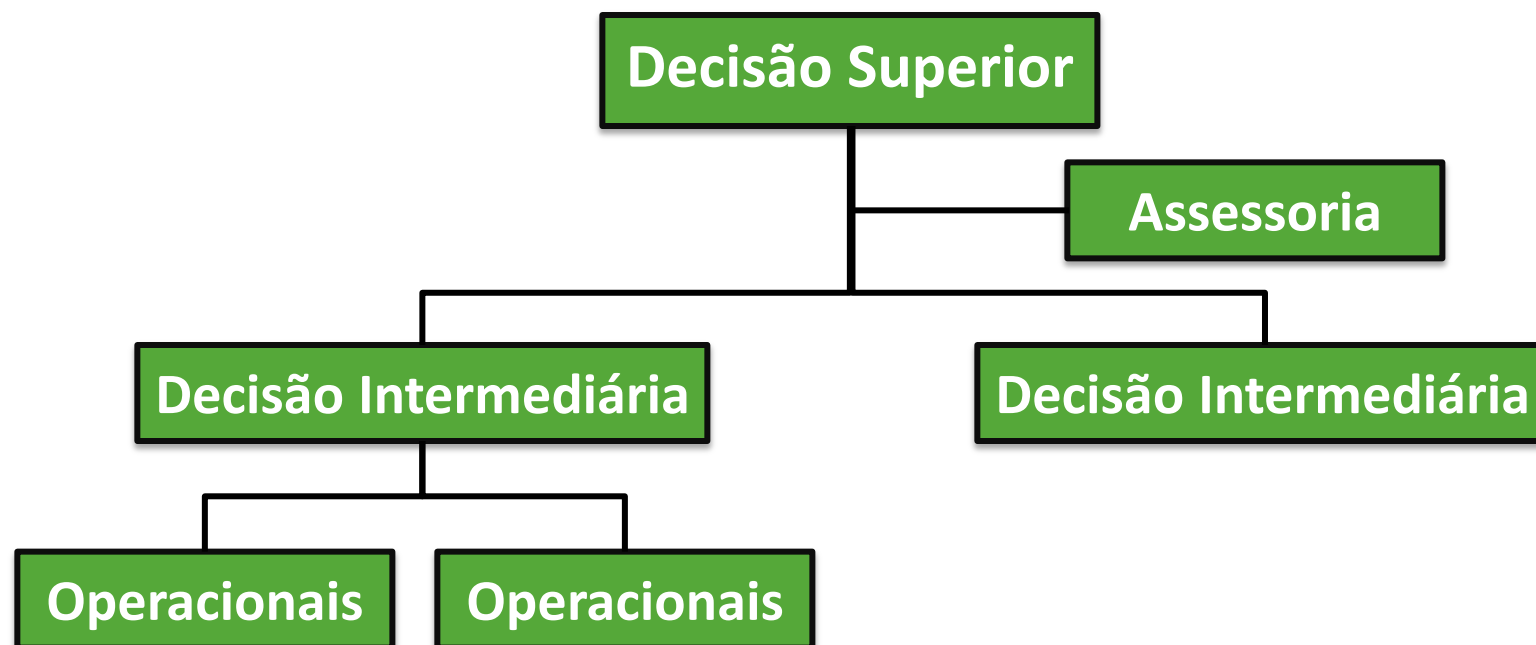 Decisão Superior
Assessoria
Decisão Intermediária
Decisão Intermediária
Operacionais
Operacionais